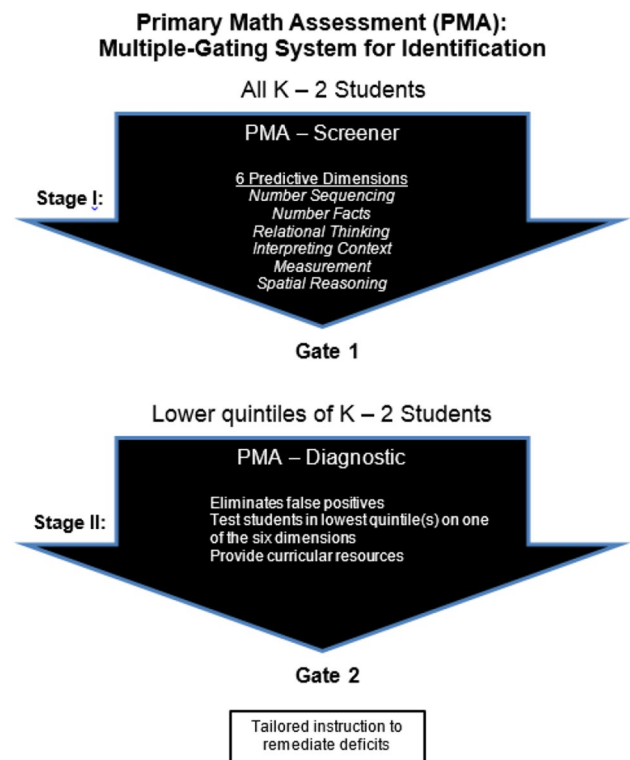 Primary Math Assessment (PMA):
Multiple-Gating System for Identification
All K – 2 Students
PMA – Screener
6 Predictive Dimensions
Stage I:
Number Sequencing
Number Facts
Relational Thinking
Interpreting Context
Measurement
Spatial Reasoning
Gate 1
Lower quintiles of K – 2 Students
PMA – Diagnostic
Stage II:
Eliminates false positives
Test students in lowest quintile(s) on one
of the six dimensions
Provide curricular resources
Gate 2
Tailored instruction to
remediate deficits